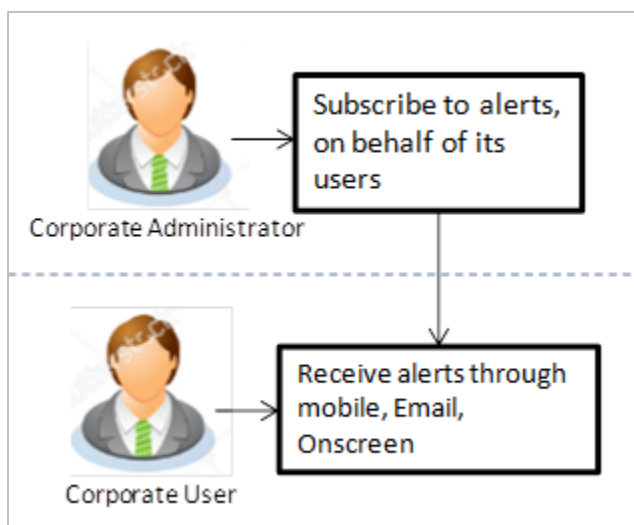 Subscribe to alerts,
on behalf of its
users
Corporate Administrator
Receive alerts through
mobile, Email,
Onscreen
Corporate User